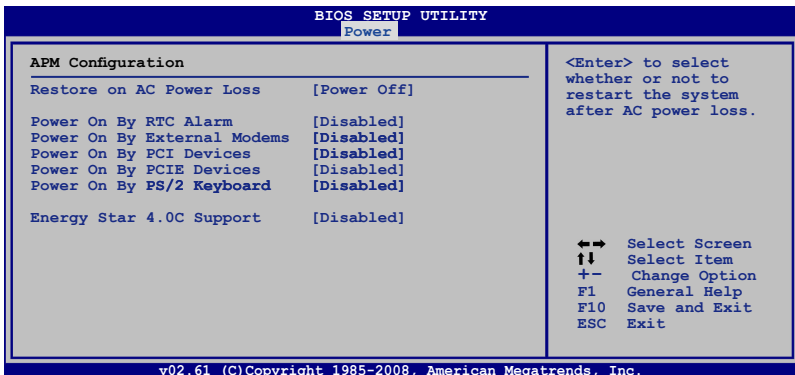 BIOS SETUP UTILITY
Power
APM Configuration
Restore on AC Power Loss [Power Off]
Power On By RTC Alarm [Disabled]
Power On By External Modems [Disabled]
Power On By PCI Devices [Disabled]
Power On By PCIE Devices [Disabled]
Power On By PS/2 Keyboard [Disabled]
Energy Star 4.0C Support [Disabled]
<Enter> to select
whether or not to
restart the system
after AC power loss.
←→ Select Screen
↑↓ Select Item
+- Change Option
F1 General Help
F10 Save and Exit
ESC Exit
v02.61 (C)Copyright 1985-2008, American Megatrends, Inc.